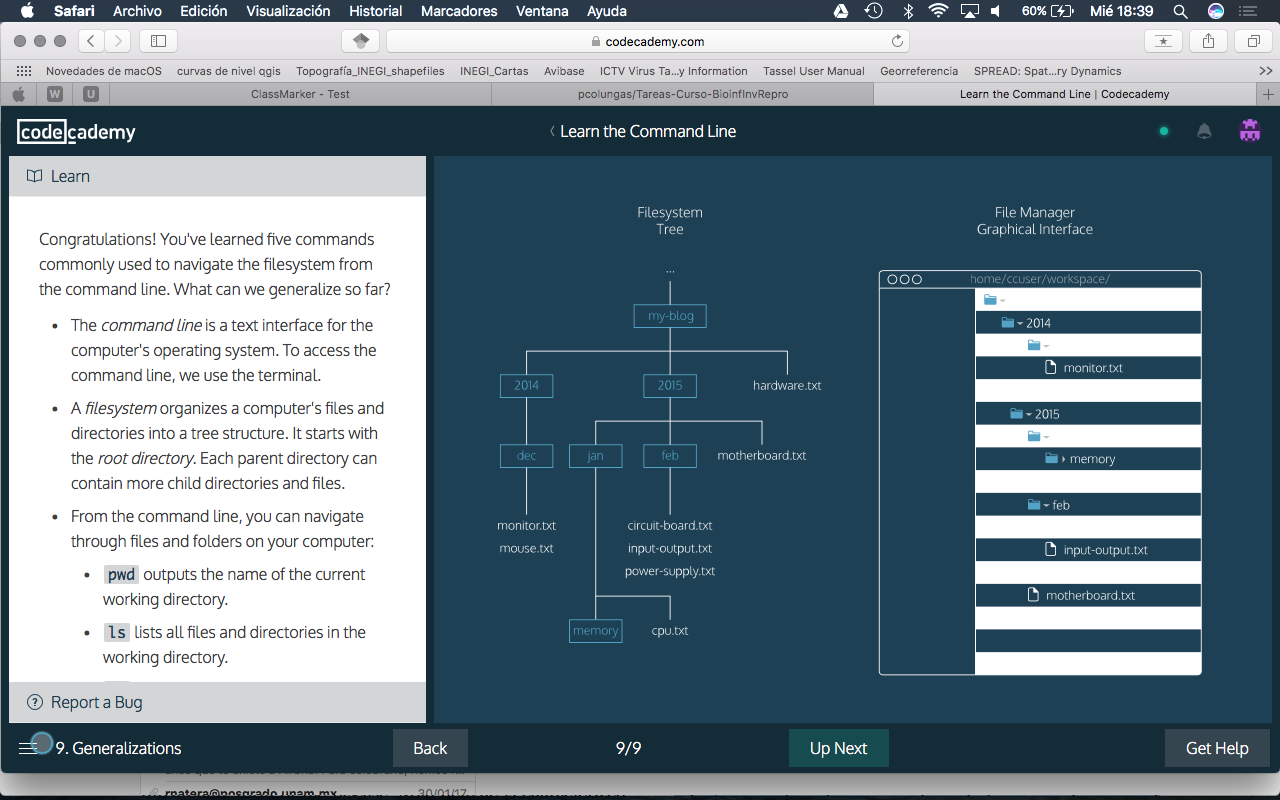 Safari Archivo Edición Visualización Historial Marcadores Ventana Ayuda 60% Mié 18:39
codecademy.com
Novedades de macOS curvas de nivel qgis Topografía_INEGI_shapefiles INEGI_Cartas Avibase ICTV Virus Ta...y Information Tassel User Manual Georreferencia SPREAD: Spat...ry Dynamics >>
W U ClassMarker - Test pcolungas/Tareas-Curso-BioinfInvRepro Learn the Command Line | Codecademy +
codecademy
Learn the Command Line
Learn
Congratulations! You've learned five commands
commonly used to navigate the filesystem from
the command line. What can we generalize so far?
• The command line is a text interface for the
computer's operating system. To access the
command line, we use the terminal.
• A filesystem organizes a computer's files and
directories into a tree structure. It starts with
the root directory. Each parent directory can
contain more child directories and files.
• From the command line, you can navigate
through files and folders on your computer:
• pwd outputs the name of the current
working directory.
• ls lists all files and directories in the
working directory.
Report a Bug
Filesystem
Tree
...
my-blog
2014 2015 hardware.txt
dec jan feb motherboard.txt
monitor.txt circuit-board.txt
mouse.txt input-output.txt
power-supply.txt
memory cpu.txt
File Manager
Graphical Interface
home/ccuser/workspace/
2014
monitor.txt
2015
memory
feb
input-output.txt
motherboard.txt
9. Generalizations
Back
9/9
Up Next
Get Help
rnatera@posgrado.unam.mx 30/01/17